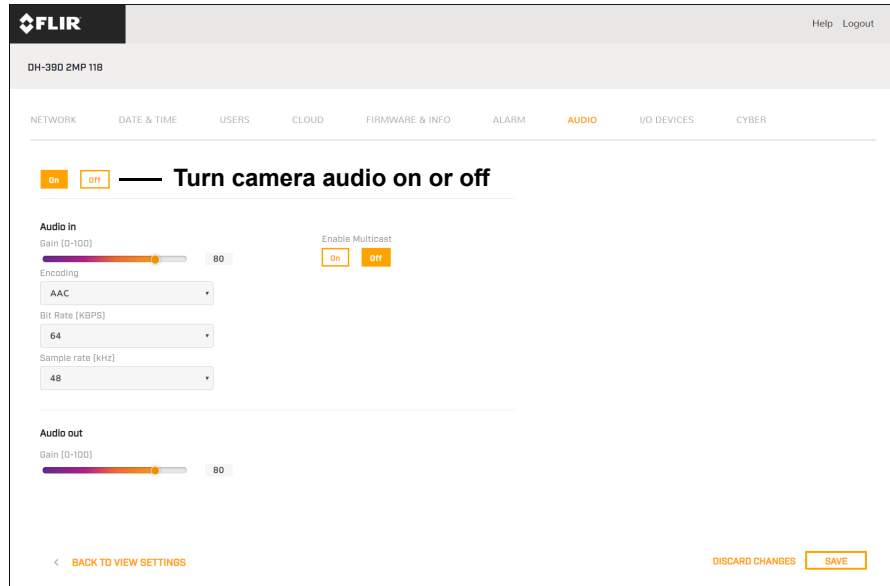 FLIR
Help Logout
DH-390 2MP 118
NETWORK DATE & TIME USERS CLOUD FIRMWARE & INFO ALARM AUDIO I/O DEVICES CYBER
On Off Turn camera audio on or off
Audio in
Gain (0-100)
80
Enable Multicast
On Off
Encoding
AAC
Bit Rate (KBPS)
64
Sample rate (kHz)
48
Audio out
Gain (0-100)
80
< BACK TO VIEW SETTINGS
DISCARD CHANGES SAVE